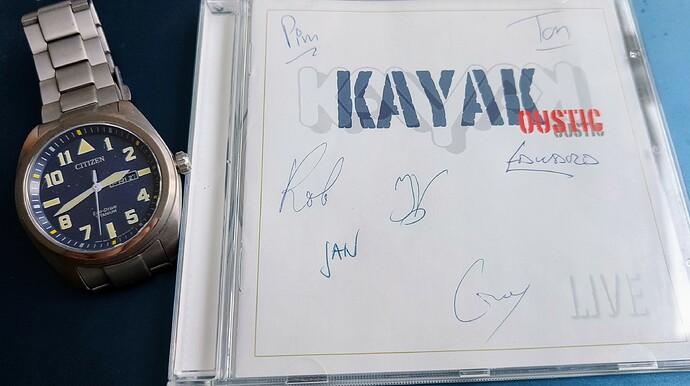 Pim
Ton
KAYAK
OUSTIC
CITIZEN
Eco-Drive
TITANIUM
12
1
2
4
5
7
8
10
11
Rob
EDWARD
JAN
LIVE